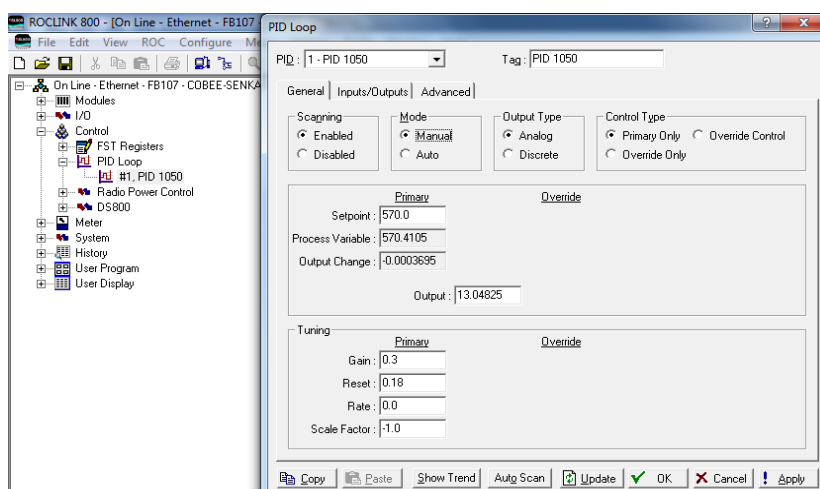 ROCLINK 800 - [On Line - Ethernet - FB107
File Edit View ROC Configure Me
On Line - Ethernet - FB107 - COBEE-SENKA
Modules
I/O
Control
FST Registers
PID Loop
#1, PID 1050
Radio Power Control
DS800
Meter
System
History
User Program
User Display
PID Loop
PID : 1 - PID 1050 Tag : PID 1050
General Inputs/Outputs Advanced
Scanning Mode Output Type Control Type
Enabled Manual Analog Primary Only Override Control
Disabled Auto Discrete Override Only
Primary Override
Setpoint : 570.0
Process Variable : 570.4105
Output Change : -0.0003695
Output : 13.04825
Tuning
Primary Override
Gain : 0.3
Reset : 0.18
Rate : 0.0
Scale Factor : -1.0
Copy Paste Show Trend Auto Scan Update OK Cancel Apply